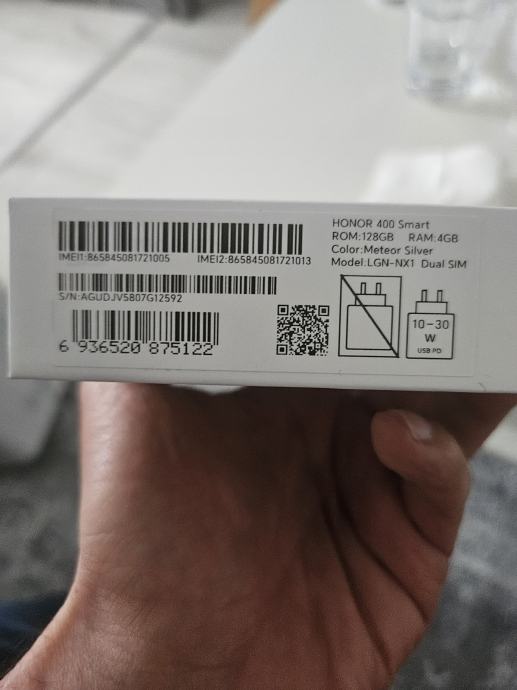 HONOR 400 Smart
ROM:128GB RAM:4GB
Color:Meteor Silver
Model:LGN-NX1 Dual SIM
IMEI1:865845081721005 IMEI2:865845081721013
S/N:AGUDJV5807G12592
6 936520 875122
10-30
W
USB PD